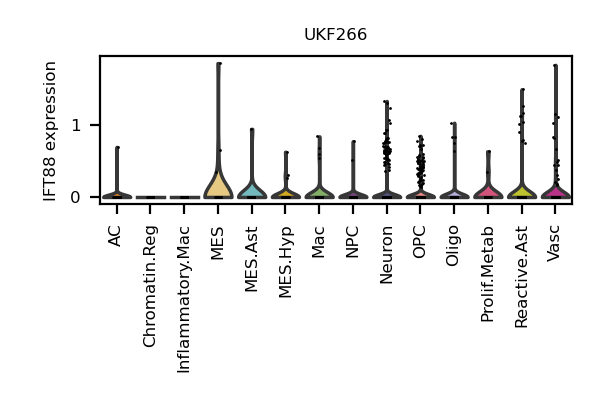 UKF266
IFT88 expression
1
0
AC
Chromatin.Reg
Inflammatory.Mac
MES
MES.Ast
MES.Hyp
Mac
NPC
Neuron
OPC
Oligo
Prolif.Metab
Reactive.Ast
Vasc